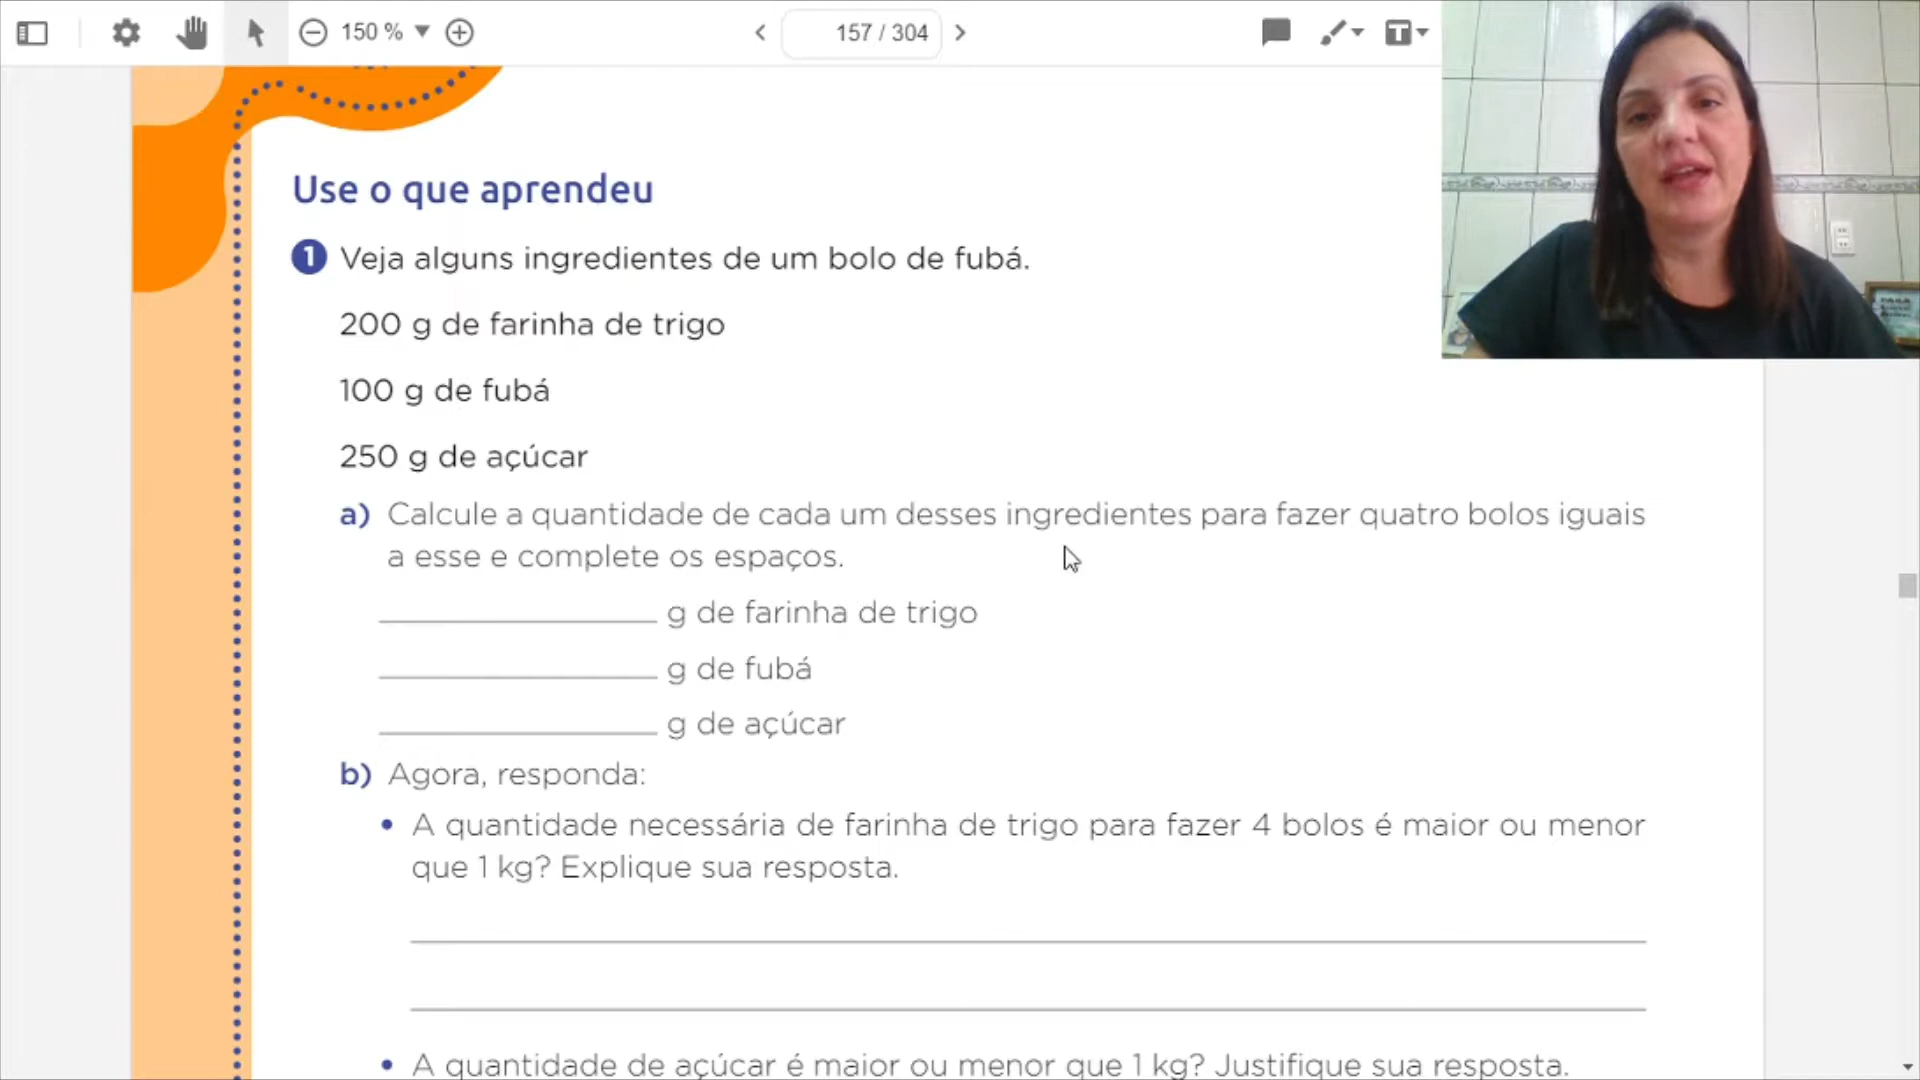 150 %
157 / 304
Use o que aprendeu
1 Veja alguns ingredientes de um bolo de fubá.
200 g de farinha de trigo
100 g de fubá
250 g de açúcar
a) Calcule a quantidade de cada um desses ingredientes para fazer quatro bolos iguais
a esse e complete os espaços.
g de farinha de trigo
g de fubá
g de açúcar
b) Agora, responda:
• A quantidade necessária de farinha de trigo para fazer 4 bolos é maior ou menor
que 1 kg? Explique sua resposta.
• A quantidade de açúcar é maior ou menor que 1 kg? Justifique sua resposta.